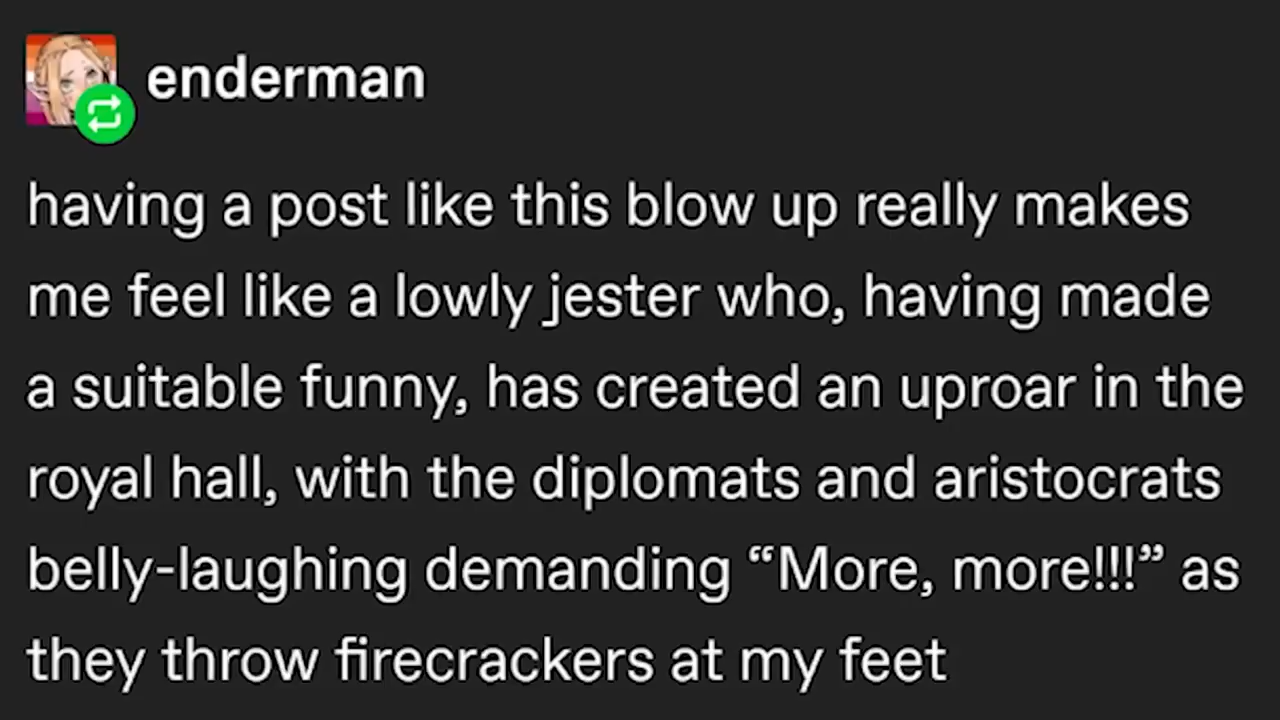 enderman
having a post like this blow up really makes
me feel like a lowly jester who, having made
a suitable funny, has created an uproar in the
royal hall, with the diplomats and aristocrats
belly-laughing demanding “More, more!!!” as
they throw firecrackers at my feet